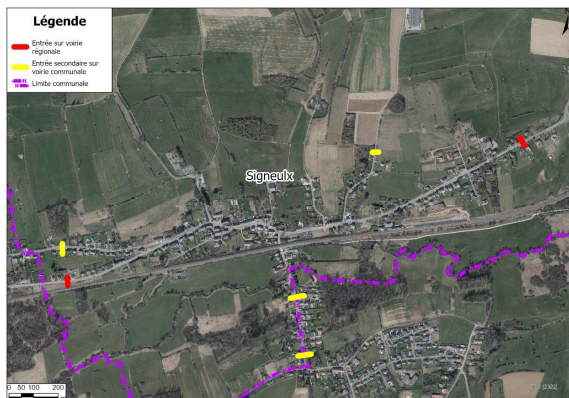 Légende
Entrée sur voirie
régionale
Entrée secondaire sur
voirie communale
Limite communale
Signeulx
0 50 100 200